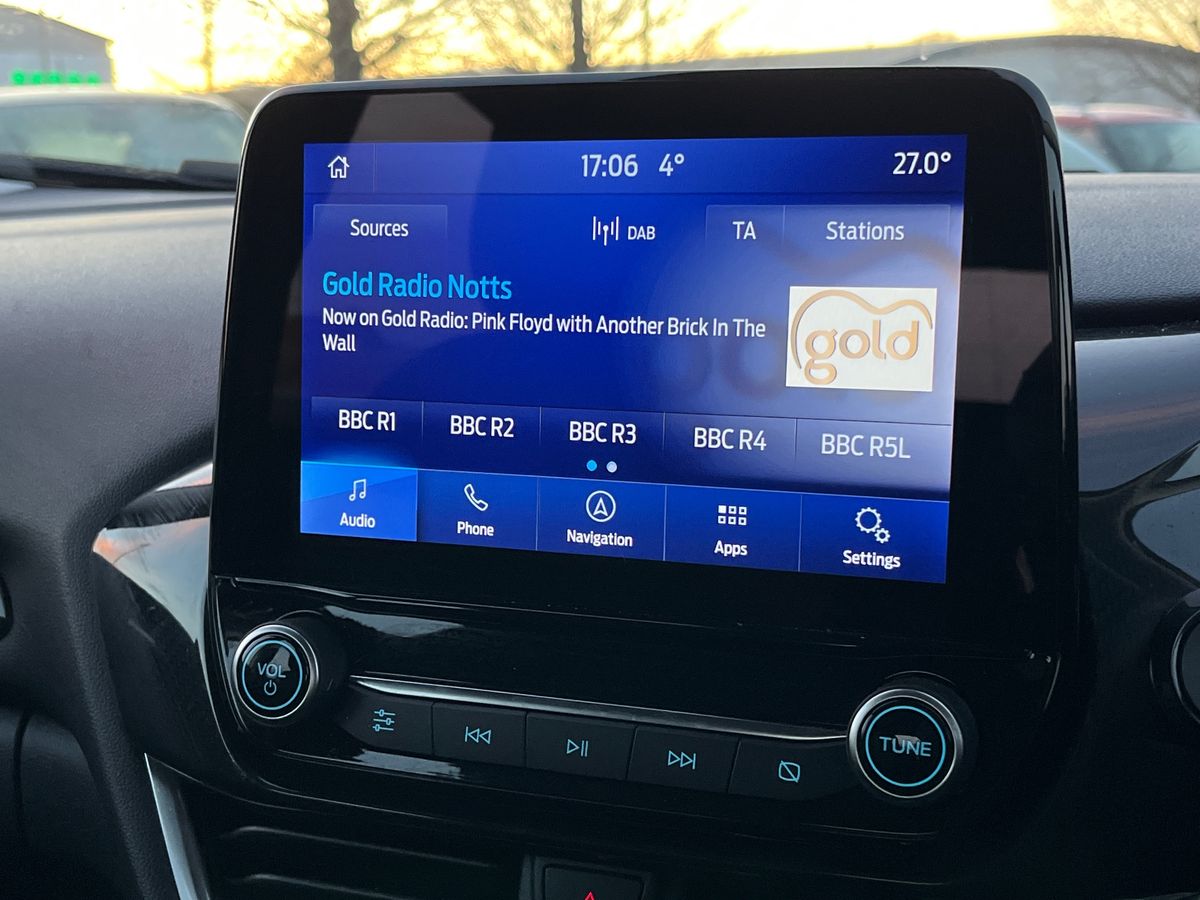 17:06 4° 27.0°
Sources DAB TA Stations
Gold Radio Notts
Now on Gold Radio: Pink Floyd with Another Brick In The
Wall
gold
BBC R1 BBC R2 BBC R3 BBC R4 BBC R5L
Audio Phone Navigation Apps Settings
VOL
TUNE